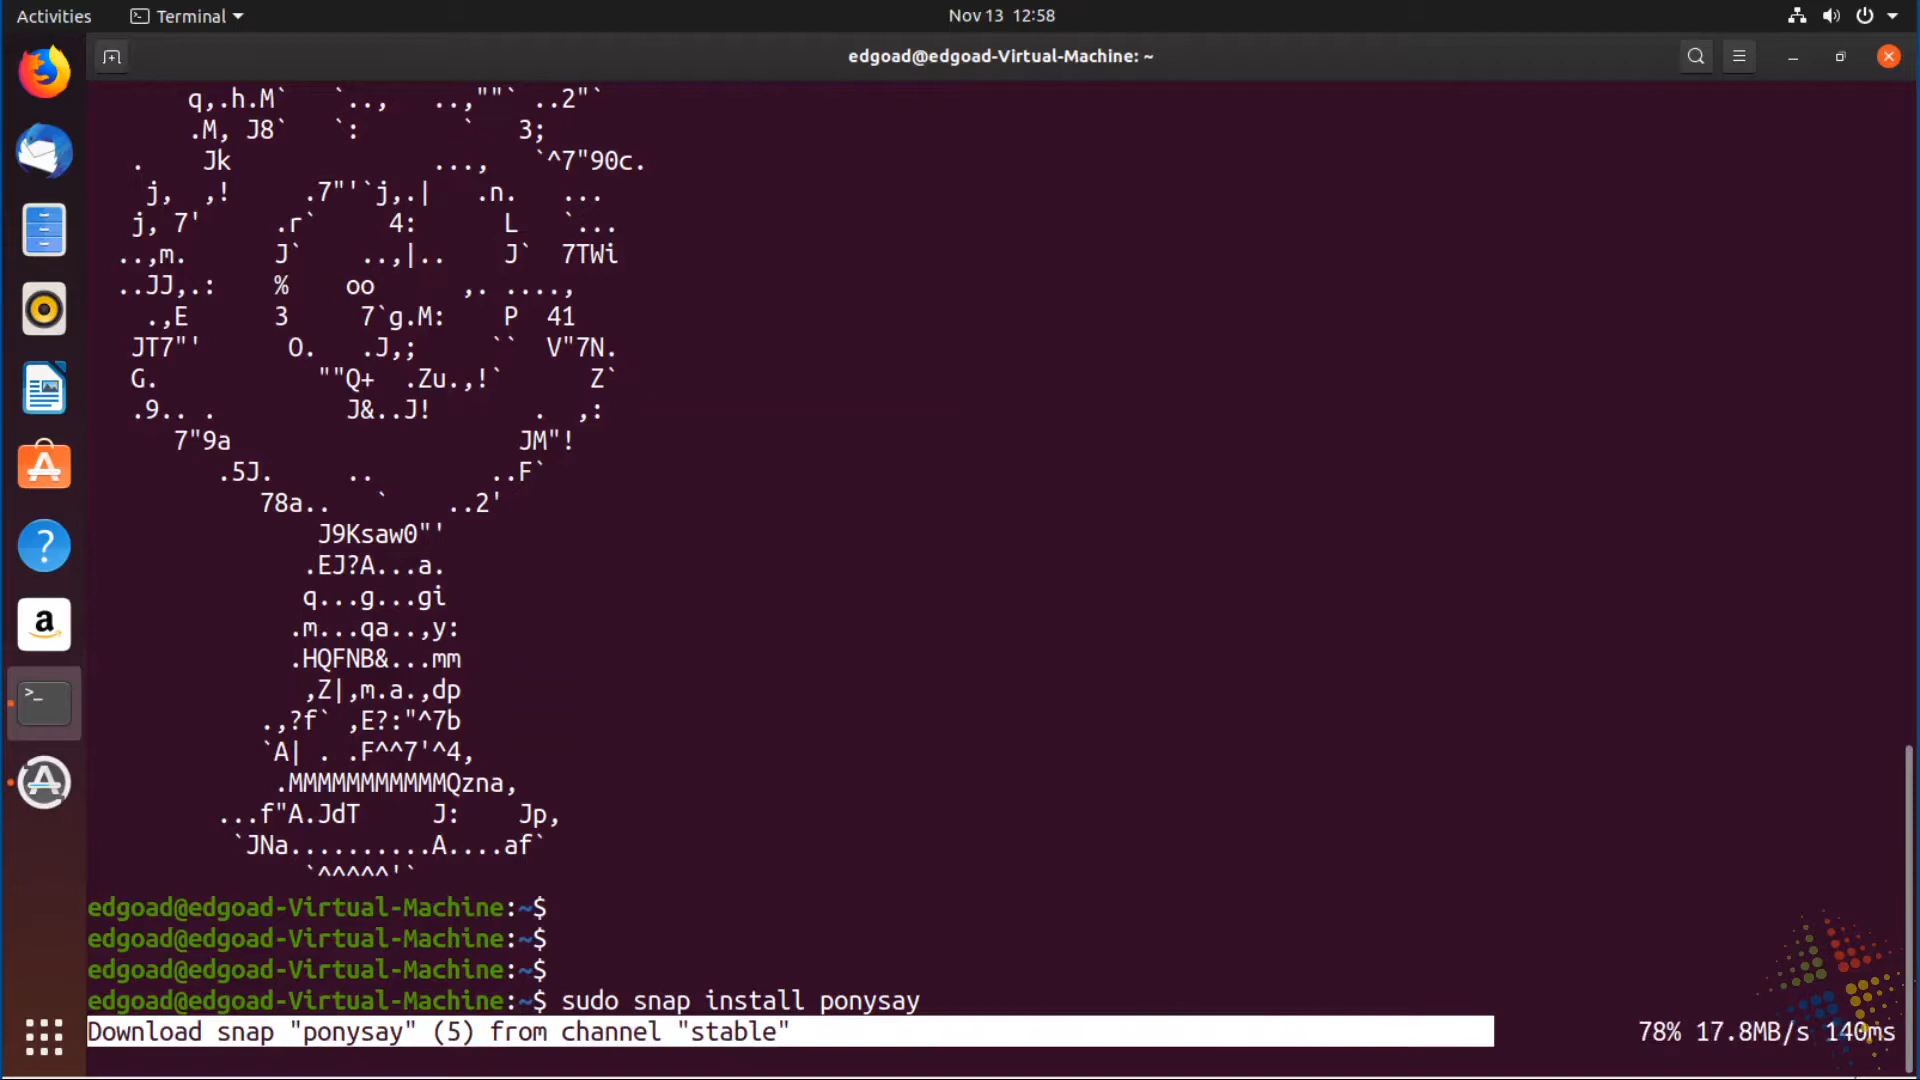 Activities
Terminal
Nov 13 12:58
edgoad@edgoad-Virtual-Machine: ~
q,.h.M`   `..,   ..,""` ..2"`
.M, J8`   `:       `   3;
.    Jk              ...,   `^7"90c.
j,  ,!     .7"'`j,.|   .n.   ...
j, 7'     .r`     4:      L   `...
..,m.      J`    ..,|..    J`  7TWi
..JJ,.:    %    oo      ,. ....,
.,E      3     7`g.M:    P  41
JT7"'      O.   .J,;     ``  V"7N.
G.           ""Q+  .Zu.,!`      Z`
.9.. .         J&..J!       .  ,:
7"9a                    JM"!
.5J.     ..        ..F`
78a..   `    ..2'
J9Ksaw0"'
.EJ?A...a.
q...g...gi
.m...qa..,y:
.HQFNB&...mm
,Z|,m.a.,dp
.,?f` ,E?:"^7b
`A| . .F^^7'^4,
.MMMMMMMMMMMQzna,
...f"A.JdT     J:    Jp,
`JNa..........A....af`
`^^^^^'`
edgoad@edgoad-Virtual-Machine:~$
edgoad@edgoad-Virtual-Machine:~$
edgoad@edgoad-Virtual-Machine:~$
edgoad@edgoad-Virtual-Machine:~$ sudo snap install ponysay
Download snap "ponysay" (5) from channel "stable" 78% 17.8MB/s 140ms